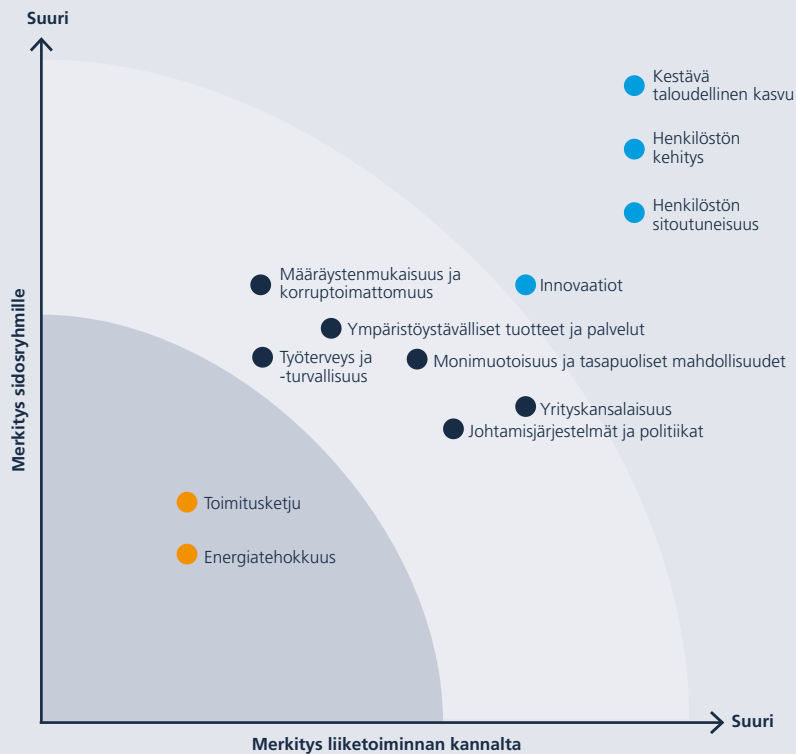 Suuri
Kestävä
taloudellinen kasvu
Henkilöstön
kehitys
Henkilöstön
sitoutuneisuus
Määräystenmukaisuus ja
korruptoimattomuus
Innovaatiot
Ympäristöystävälliset tuotteet ja palvelut
Työterveys ja
-turvallisuus
Monimuotoisuus ja tasapuoliset mahdollisuudet
Yrityskansalaisuus
Johtamisjärjestelmät ja politiikat
Merkitys sidosryhmille
Toimitusketju
Energiatehokkuus
Suuri
Merkitys liiketoiminnan kannalta